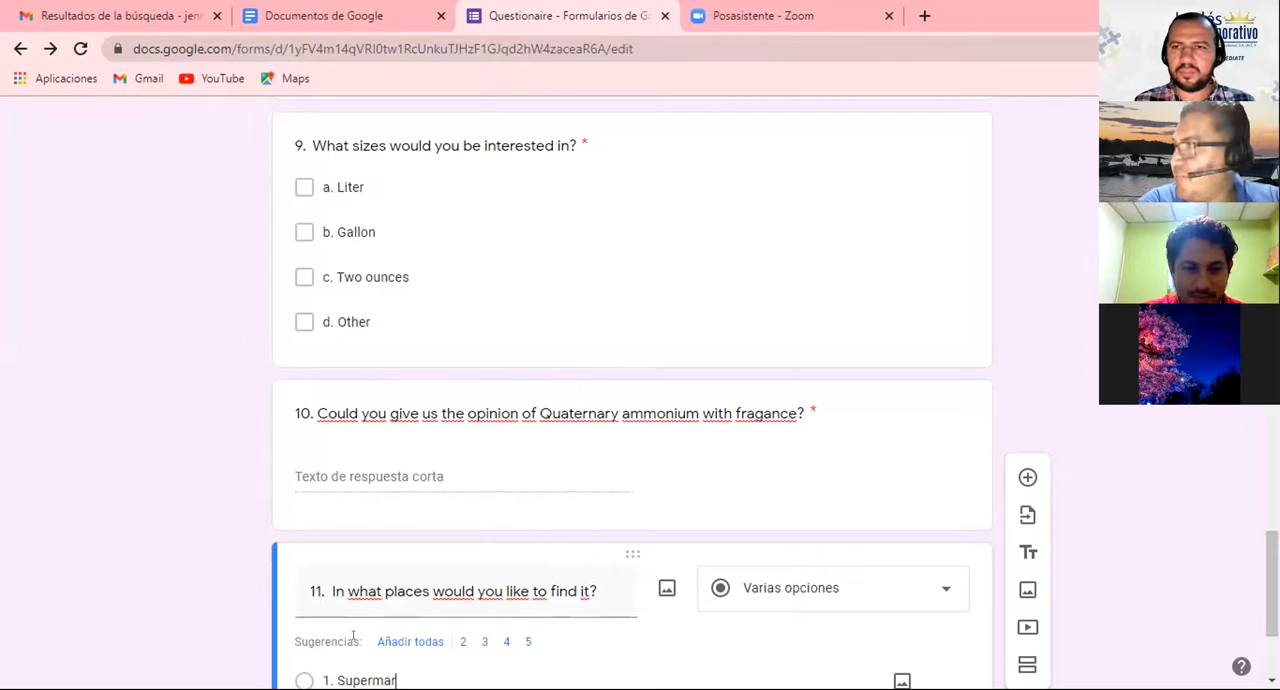 Resultados de la búsqueda - jenn
Documentos de Google
Questionaire - Formularios de Go
Posasistente - Zoom
docs.google.com/forms/d/1yFV4m14qVRl0tw1RcUnkuTJHzF1GJqd2hW4zaceaR6A/edit
Aplicaciones
Gmail
YouTube
Maps
9. What sizes would you be interested in? *
a. Liter
b. Gallon
c. Two ounces
d. Other
10. Could you give us the opinion of Quaternary ammonium with fragance? *
Texto de respuesta corta
11. In what places would you like to find it?
Varias opciones
Sugerencias: Añadir todas 2 3 4 5
1. Supermar